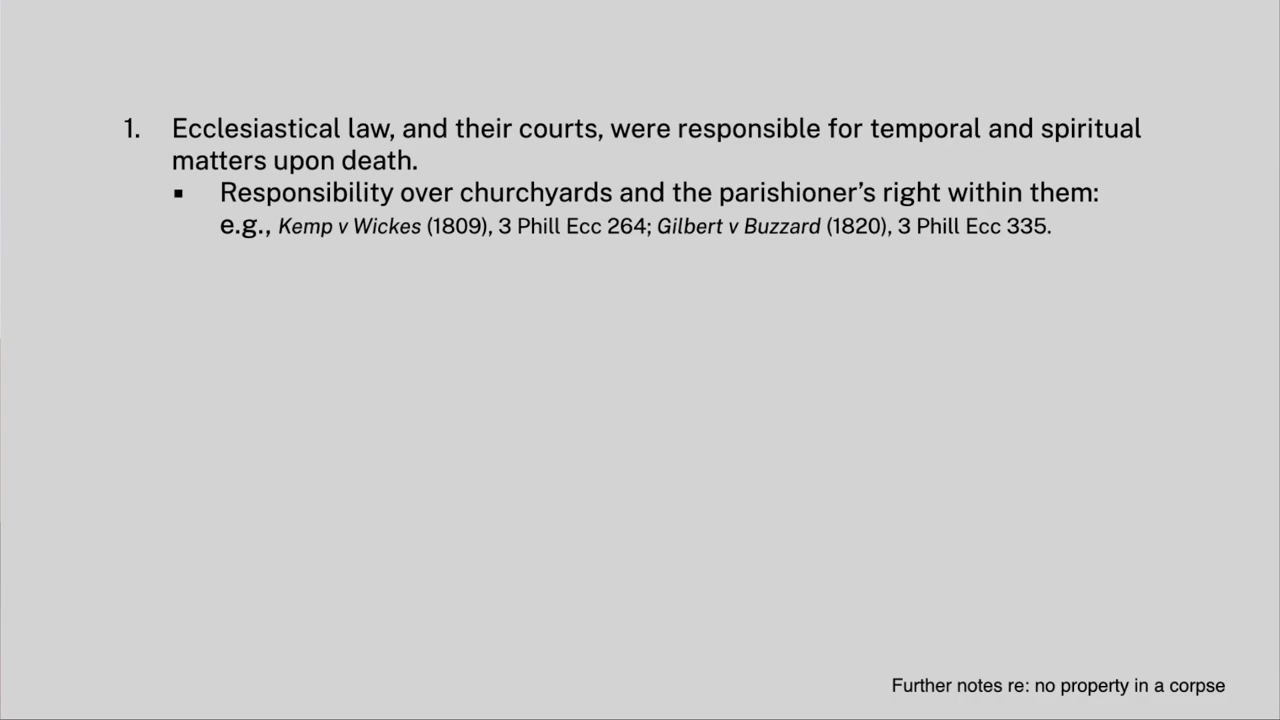 1. Ecclesiastical law, and their courts, were responsible for temporal and spiritual
matters upon death.
▪ Responsibility over churchyards and the parishioner’s right within them:
e.g., Kemp v Wickes (1809), 3 Phill Ecc 264; Gilbert v Buzzard (1820), 3 Phill Ecc 335.
Further notes re: no property in a corpse